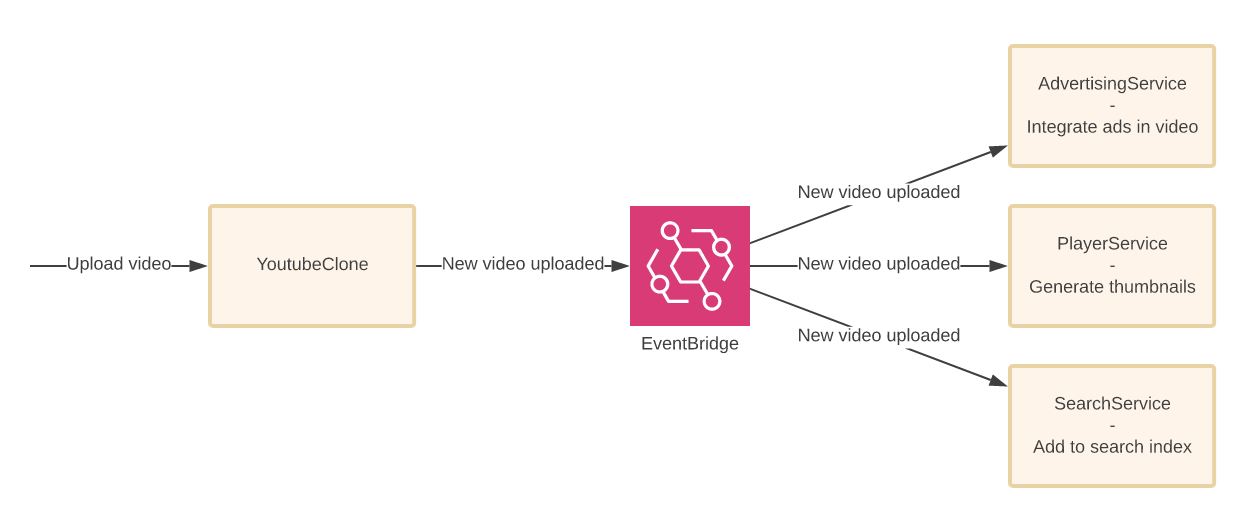 Upload video
YoutubeClone
New video uploaded
EventBridge
New video uploaded
New video uploaded
New video uploaded
AdvertisingService
-
Integrate ads in video
PlayerService
-
Generate thumbnails
SearchService
-
Add to search index